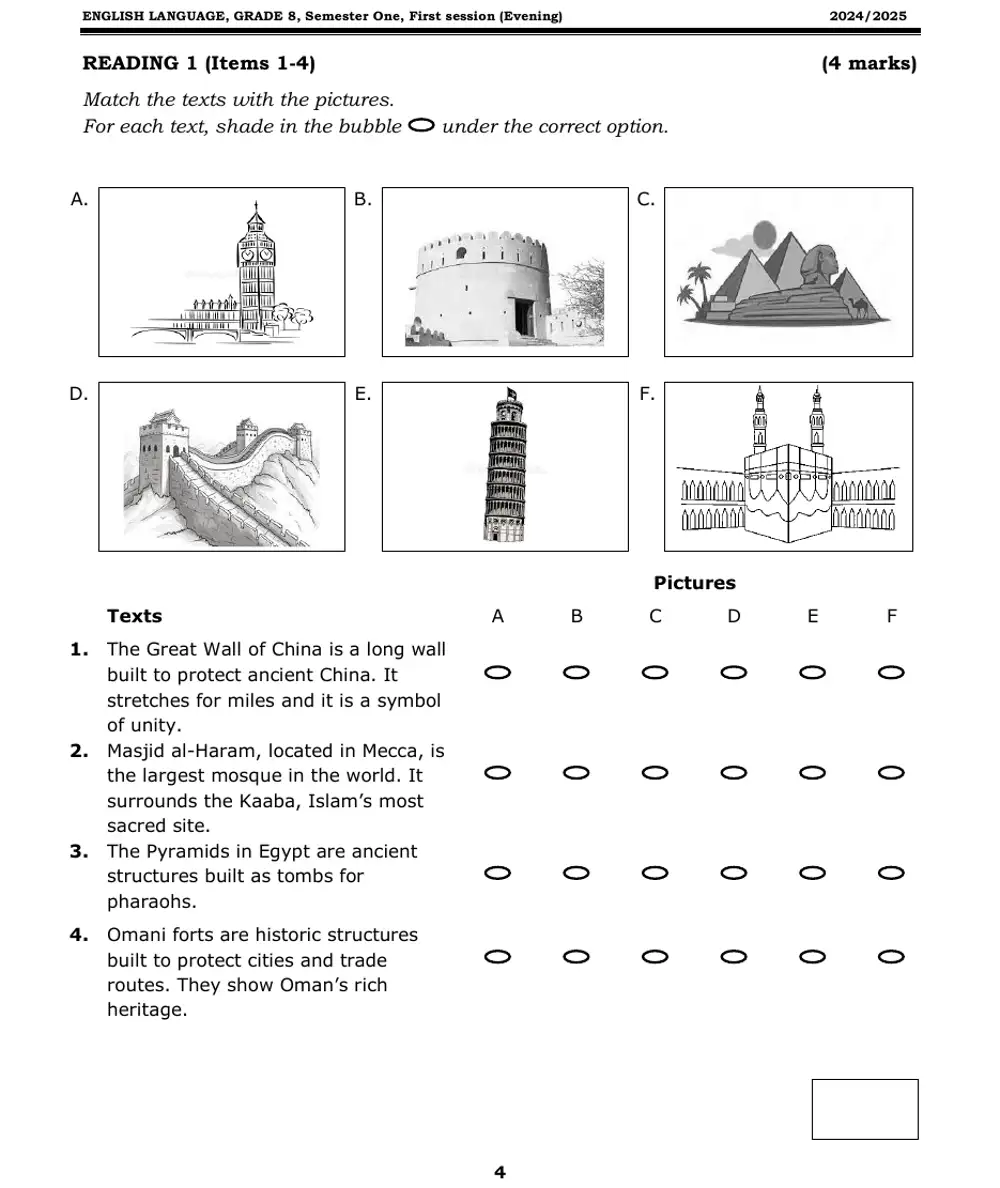 ENGLISH LANGUAGE, GRADE 8, Semester One, First session (Evening) 2024/2025
READING 1 (Items 1-4) (4 marks)
Match the texts with the pictures.
For each text, shade in the bubble under the correct option.
A. B. C.
D. E. F.
Pictures
Texts A B C D E F
1. The Great Wall of China is a long wall
built to protect ancient China. It
stretches for miles and it is a symbol
of unity.
2. Masjid al-Haram, located in Mecca, is
the largest mosque in the world. It
surrounds the Kaaba, Islam’s most
sacred site.
3. The Pyramids in Egypt are ancient
structures built as tombs for
pharaohs.
4. Omani forts are historic structures
built to protect cities and trade
routes. They show Oman’s rich
heritage.
4